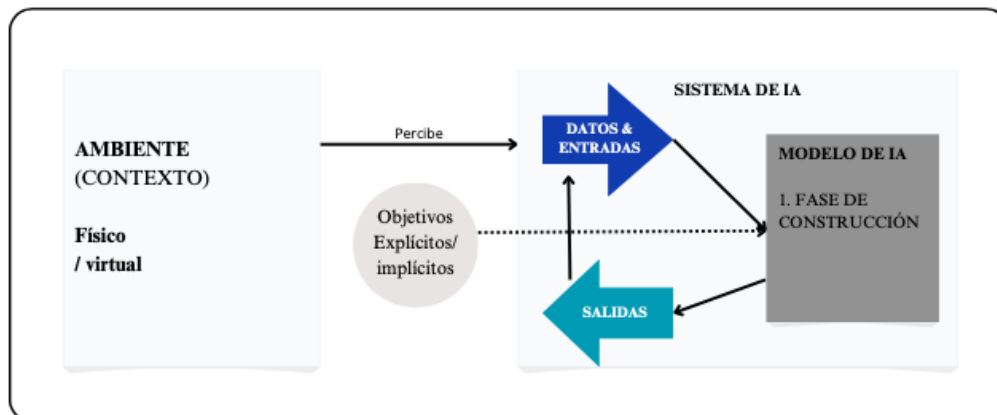 AMBIENTE
(CONTEXTO)
Físico
/ virtual
Percibe
Objetivos
Explícitos/
implícitos
SISTEMA DE IA
DATOS &
ENTRADAS
MODELO DE IA
1. FASE DE
CONSTRUCCIÓN
SALIDAS